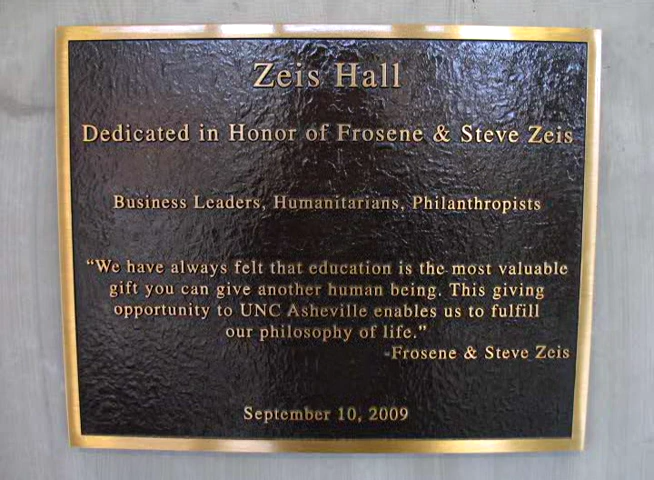 Zeis Hall
Dedicated in Honor of Frosene & Steve Zeis
Business Leaders, Humanitarians, Philanthropists
“We have always felt that education is the most valuable
gift you can give another human being. This giving
opportunity to UNC Asheville enables us to fulfill
our philosophy of life.”
-Frosene & Steve Zeis
September 10, 2009